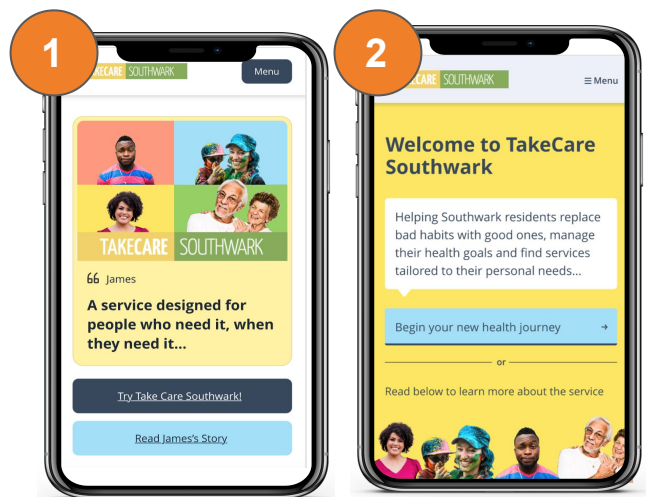 1
TAKECARE SOUTHWARK
Menu
TAKECARE SOUTHWARK
66 James
A service designed for
people who need it, when
they need it...
Try Take Care Southwark!
Read James's Story
2
CARE SOUTHWARK
Menu
Welcome to TakeCare
Southwark
Helping Southwark residents replace
bad habits with good ones, manage
their health goals and find services
tailored to their personal needs...
Begin your new health journey →
or
Read below to learn more about the service